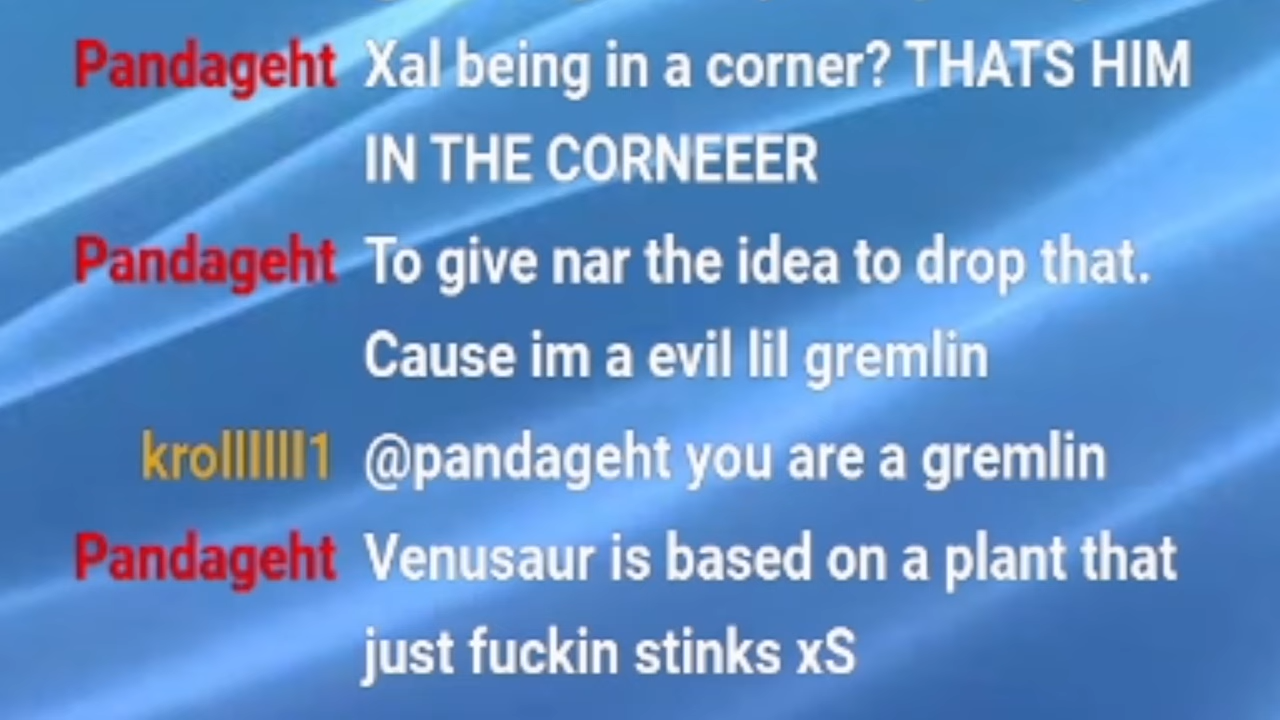 Pandageht Xal being in a corner? THATS HIM
IN THE CORNEEER
Pandageht To give nar the idea to drop that.
Cause im a evil lil gremlin
krolllllll1 @pandageht you are a gremlin
Pandageht Venusaur is based on a plant that
just fuckin stinks xS